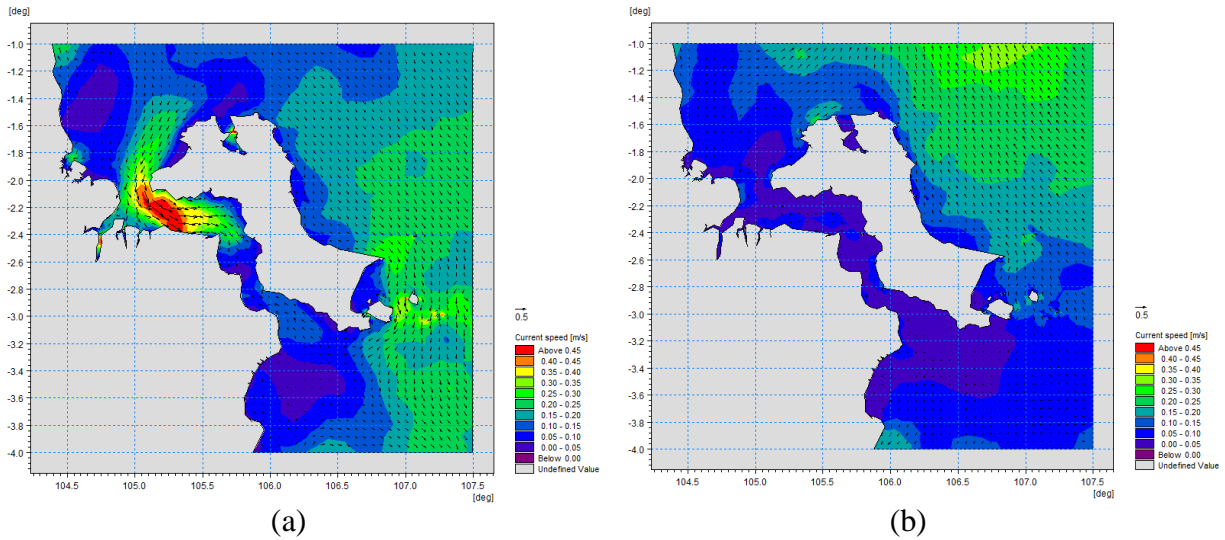 [deg]
-1.0
-1.2
-1.4
-1.6
-1.8
-2.0
-2.2
-2.4
-2.6
-2.8
-3.0
-3.2
-3.4
-3.6
-3.8
-4.0
104.5 105.0 105.5 106.0 106.5 107.0 107.5
[deg]
0.5
Current speed [m/s]
Above 0.45
0.40 - 0.45
0.35 - 0.40
0.30 - 0.35
0.25 - 0.30
0.20 - 0.25
0.15 - 0.20
0.10 - 0.15
0.05 - 0.10
0.00 - 0.05
Below 0.00
Undefined Value
(a)
[deg]
-1.0
-1.2
-1.4
-1.6
-1.8
-2.0
-2.2
-2.4
-2.6
-2.8
-3.0
-3.2
-3.4
-3.6
-3.8
-4.0
104.5 105.0 105.5 106.0 106.5 107.0 107.5
[deg]
0.5
Current speed [m/s]
Above 0.45
0.40 - 0.45
0.35 - 0.40
0.30 - 0.35
0.25 - 0.30
0.20 - 0.25
0.15 - 0.20
0.10 - 0.15
0.05 - 0.10
0.00 - 0.05
Below 0.00
Undefined Value
(b)